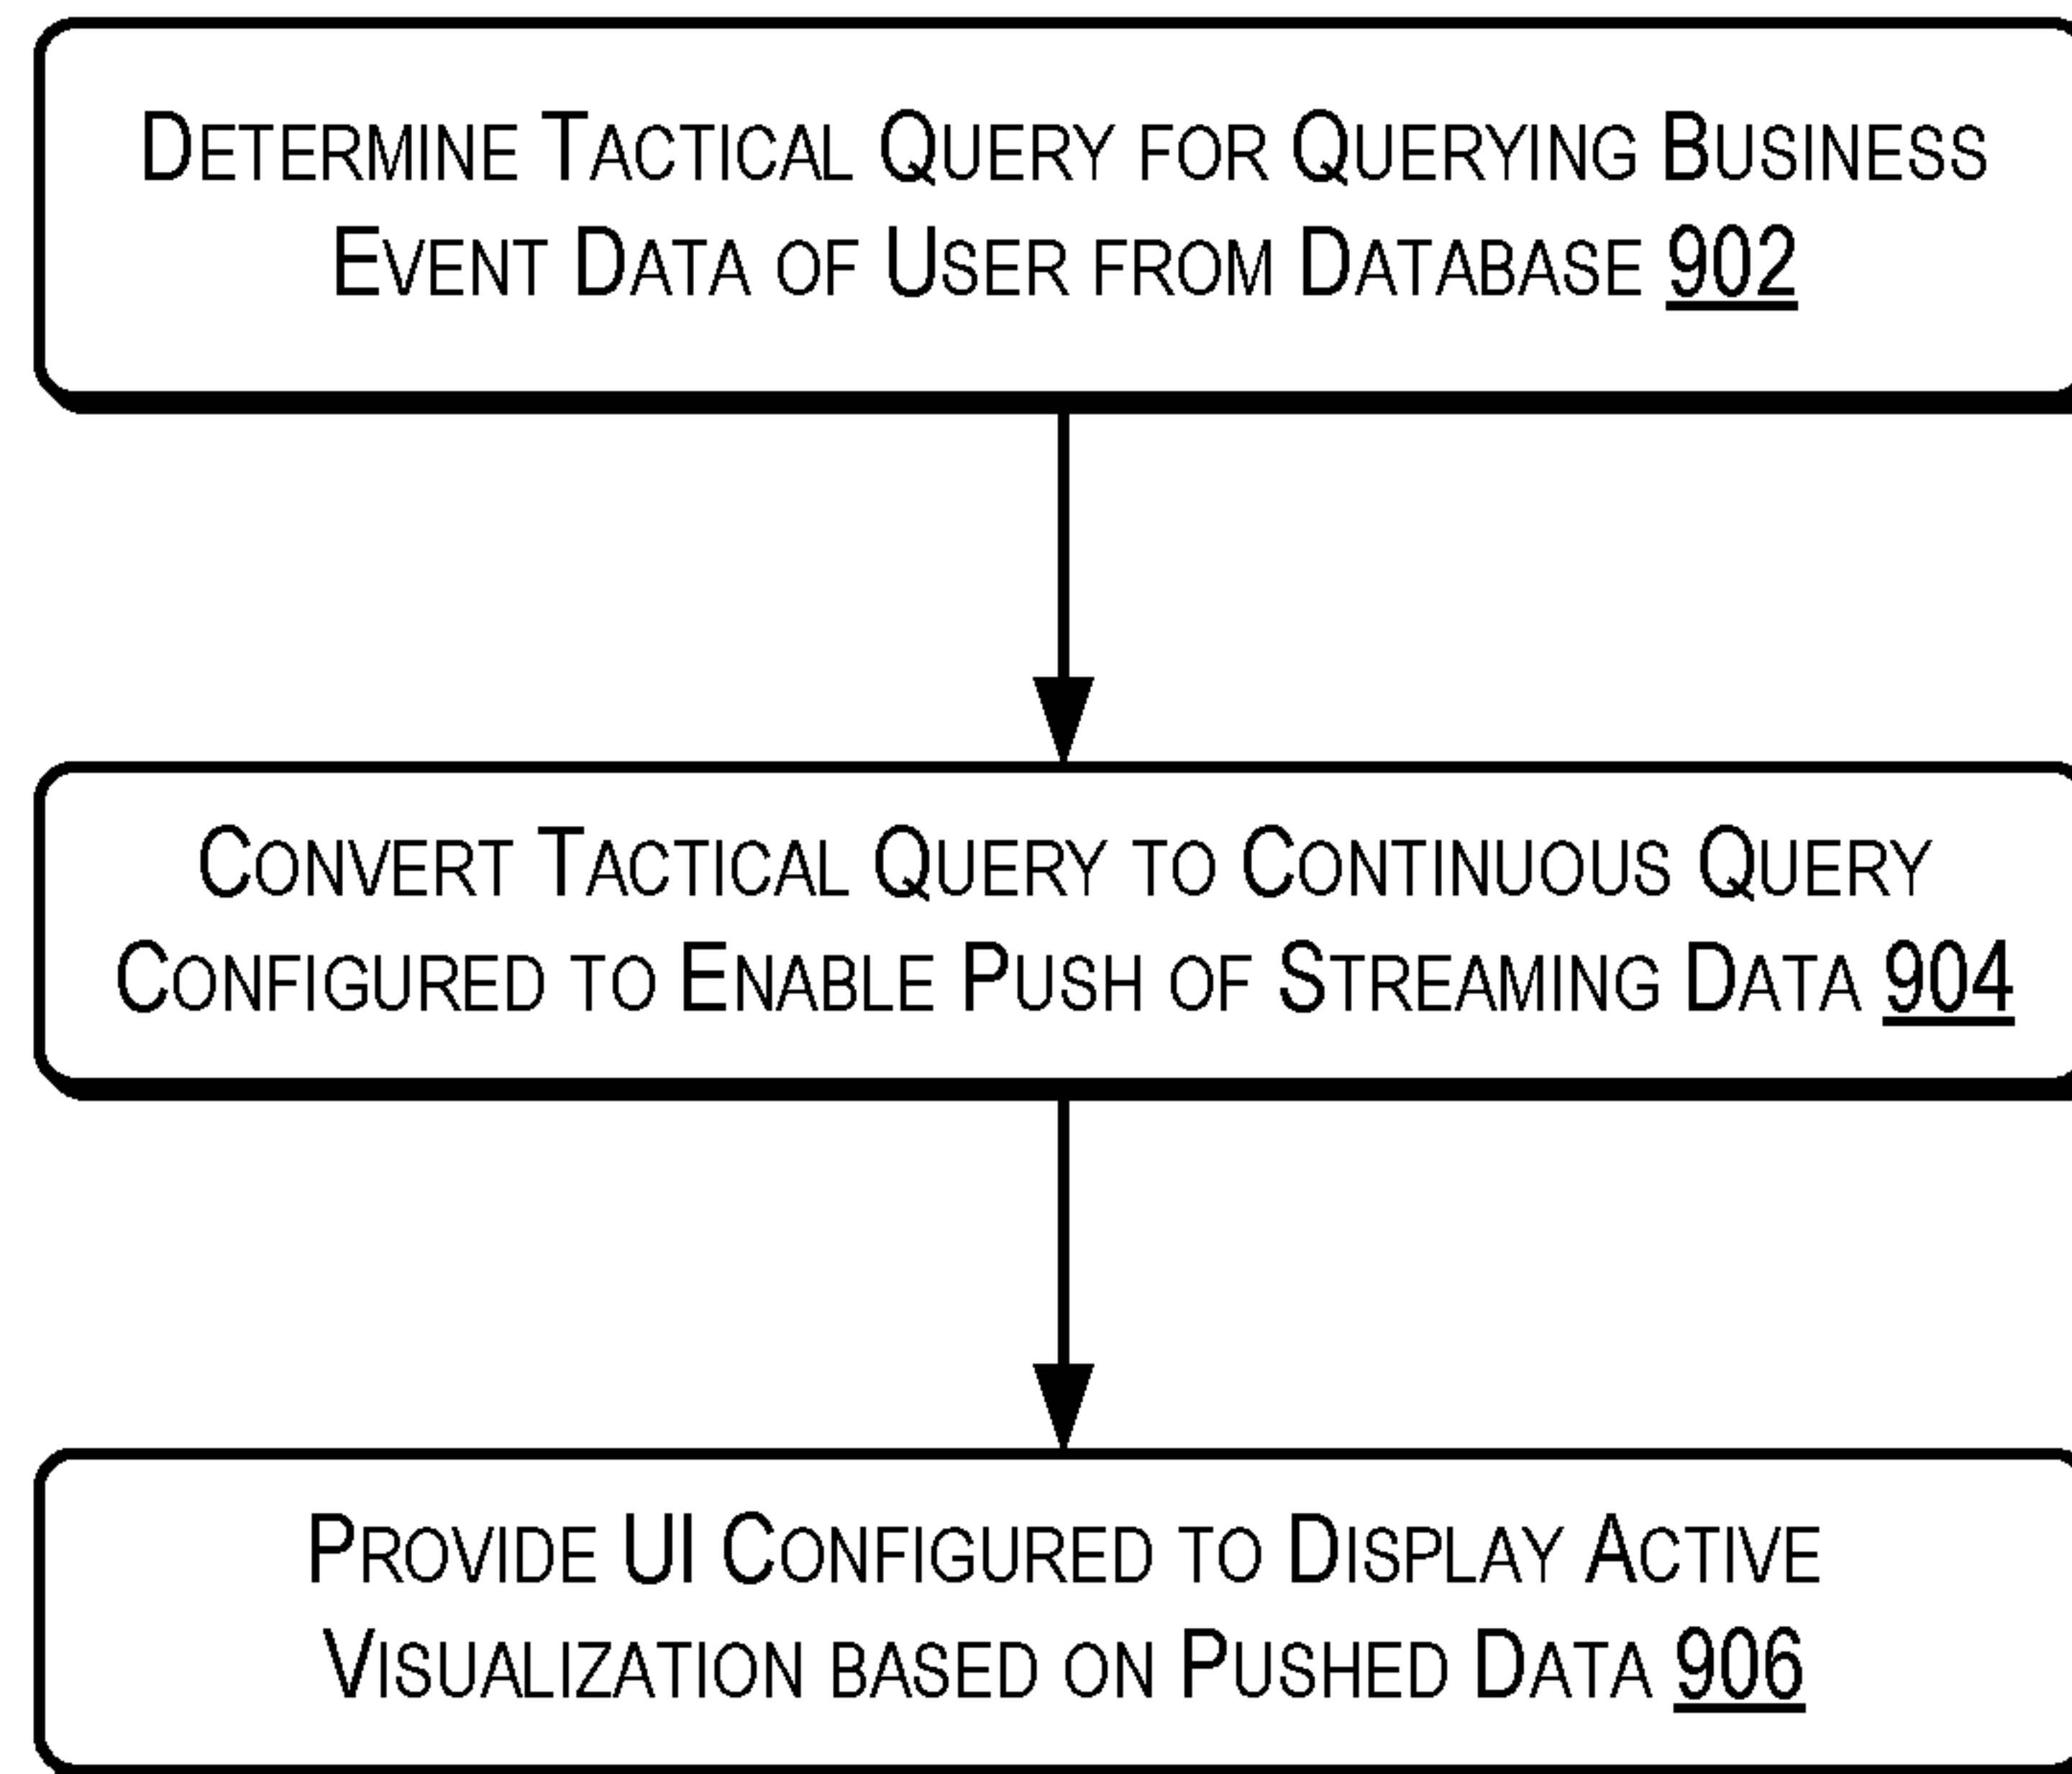 DETERMINE TACTICAL QUERY FOR QUERYING BUSINESS
EVENT DATA OF USER FROM DATABASE 902
CONVERT TACTICAL QUERY TO CONTINUOUS QUERY
CONFIGURED TO ENABLE PUSH OF STREAMING DATA 904
PROVIDE UI CONFIGURED TO DISPLAY ACTIVE
VISUALIZATION BASED ON PUSHED DATA 906